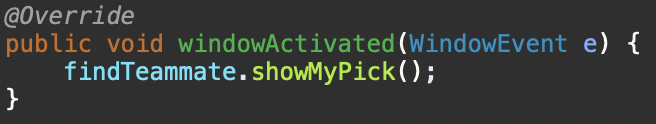 @Override
public void windowActivated(WindowEvent e) {
    findTeammate.showMyPick();
}